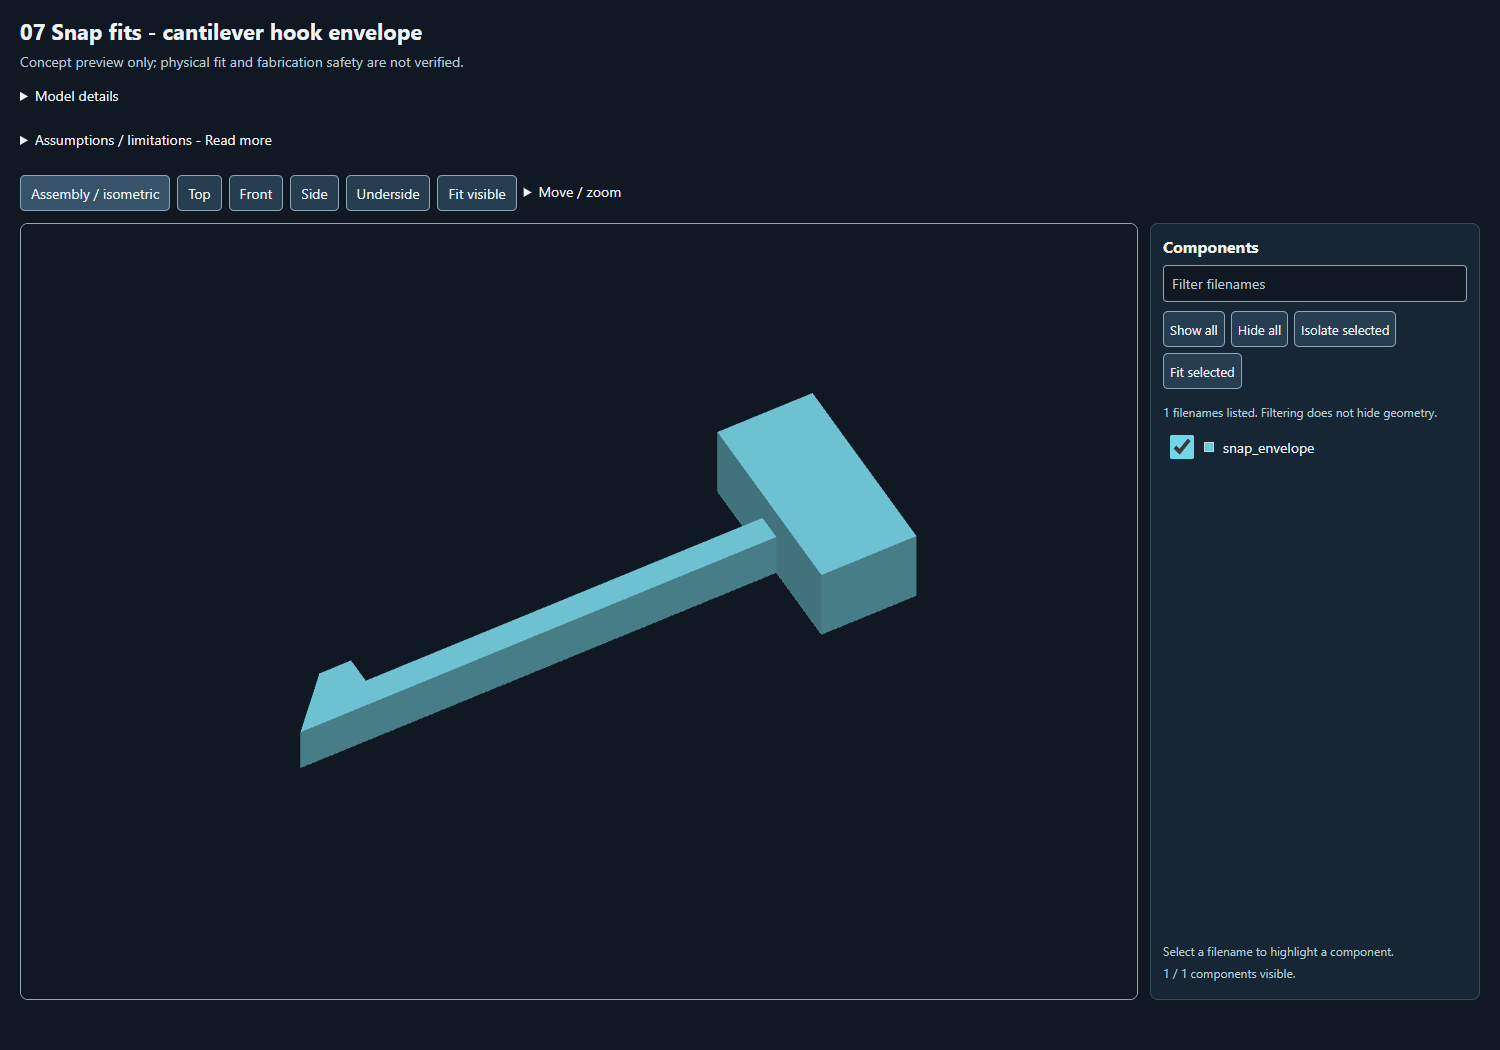 07 Snap fits - cantilever hook envelope
Concept preview only; physical fit and fabrication safety are not verified.
Model details
Assumptions / limitations - Read more
Assembly / isometric Top Front Side Underside Fit visible Move / zoom
Components
Filter filenames
Show all Hide all Isolate selected
Fit selected
1 filenames listed. Filtering does not hide geometry.
snap_envelope
Select a filename to highlight a component.
1 / 1 components visible.